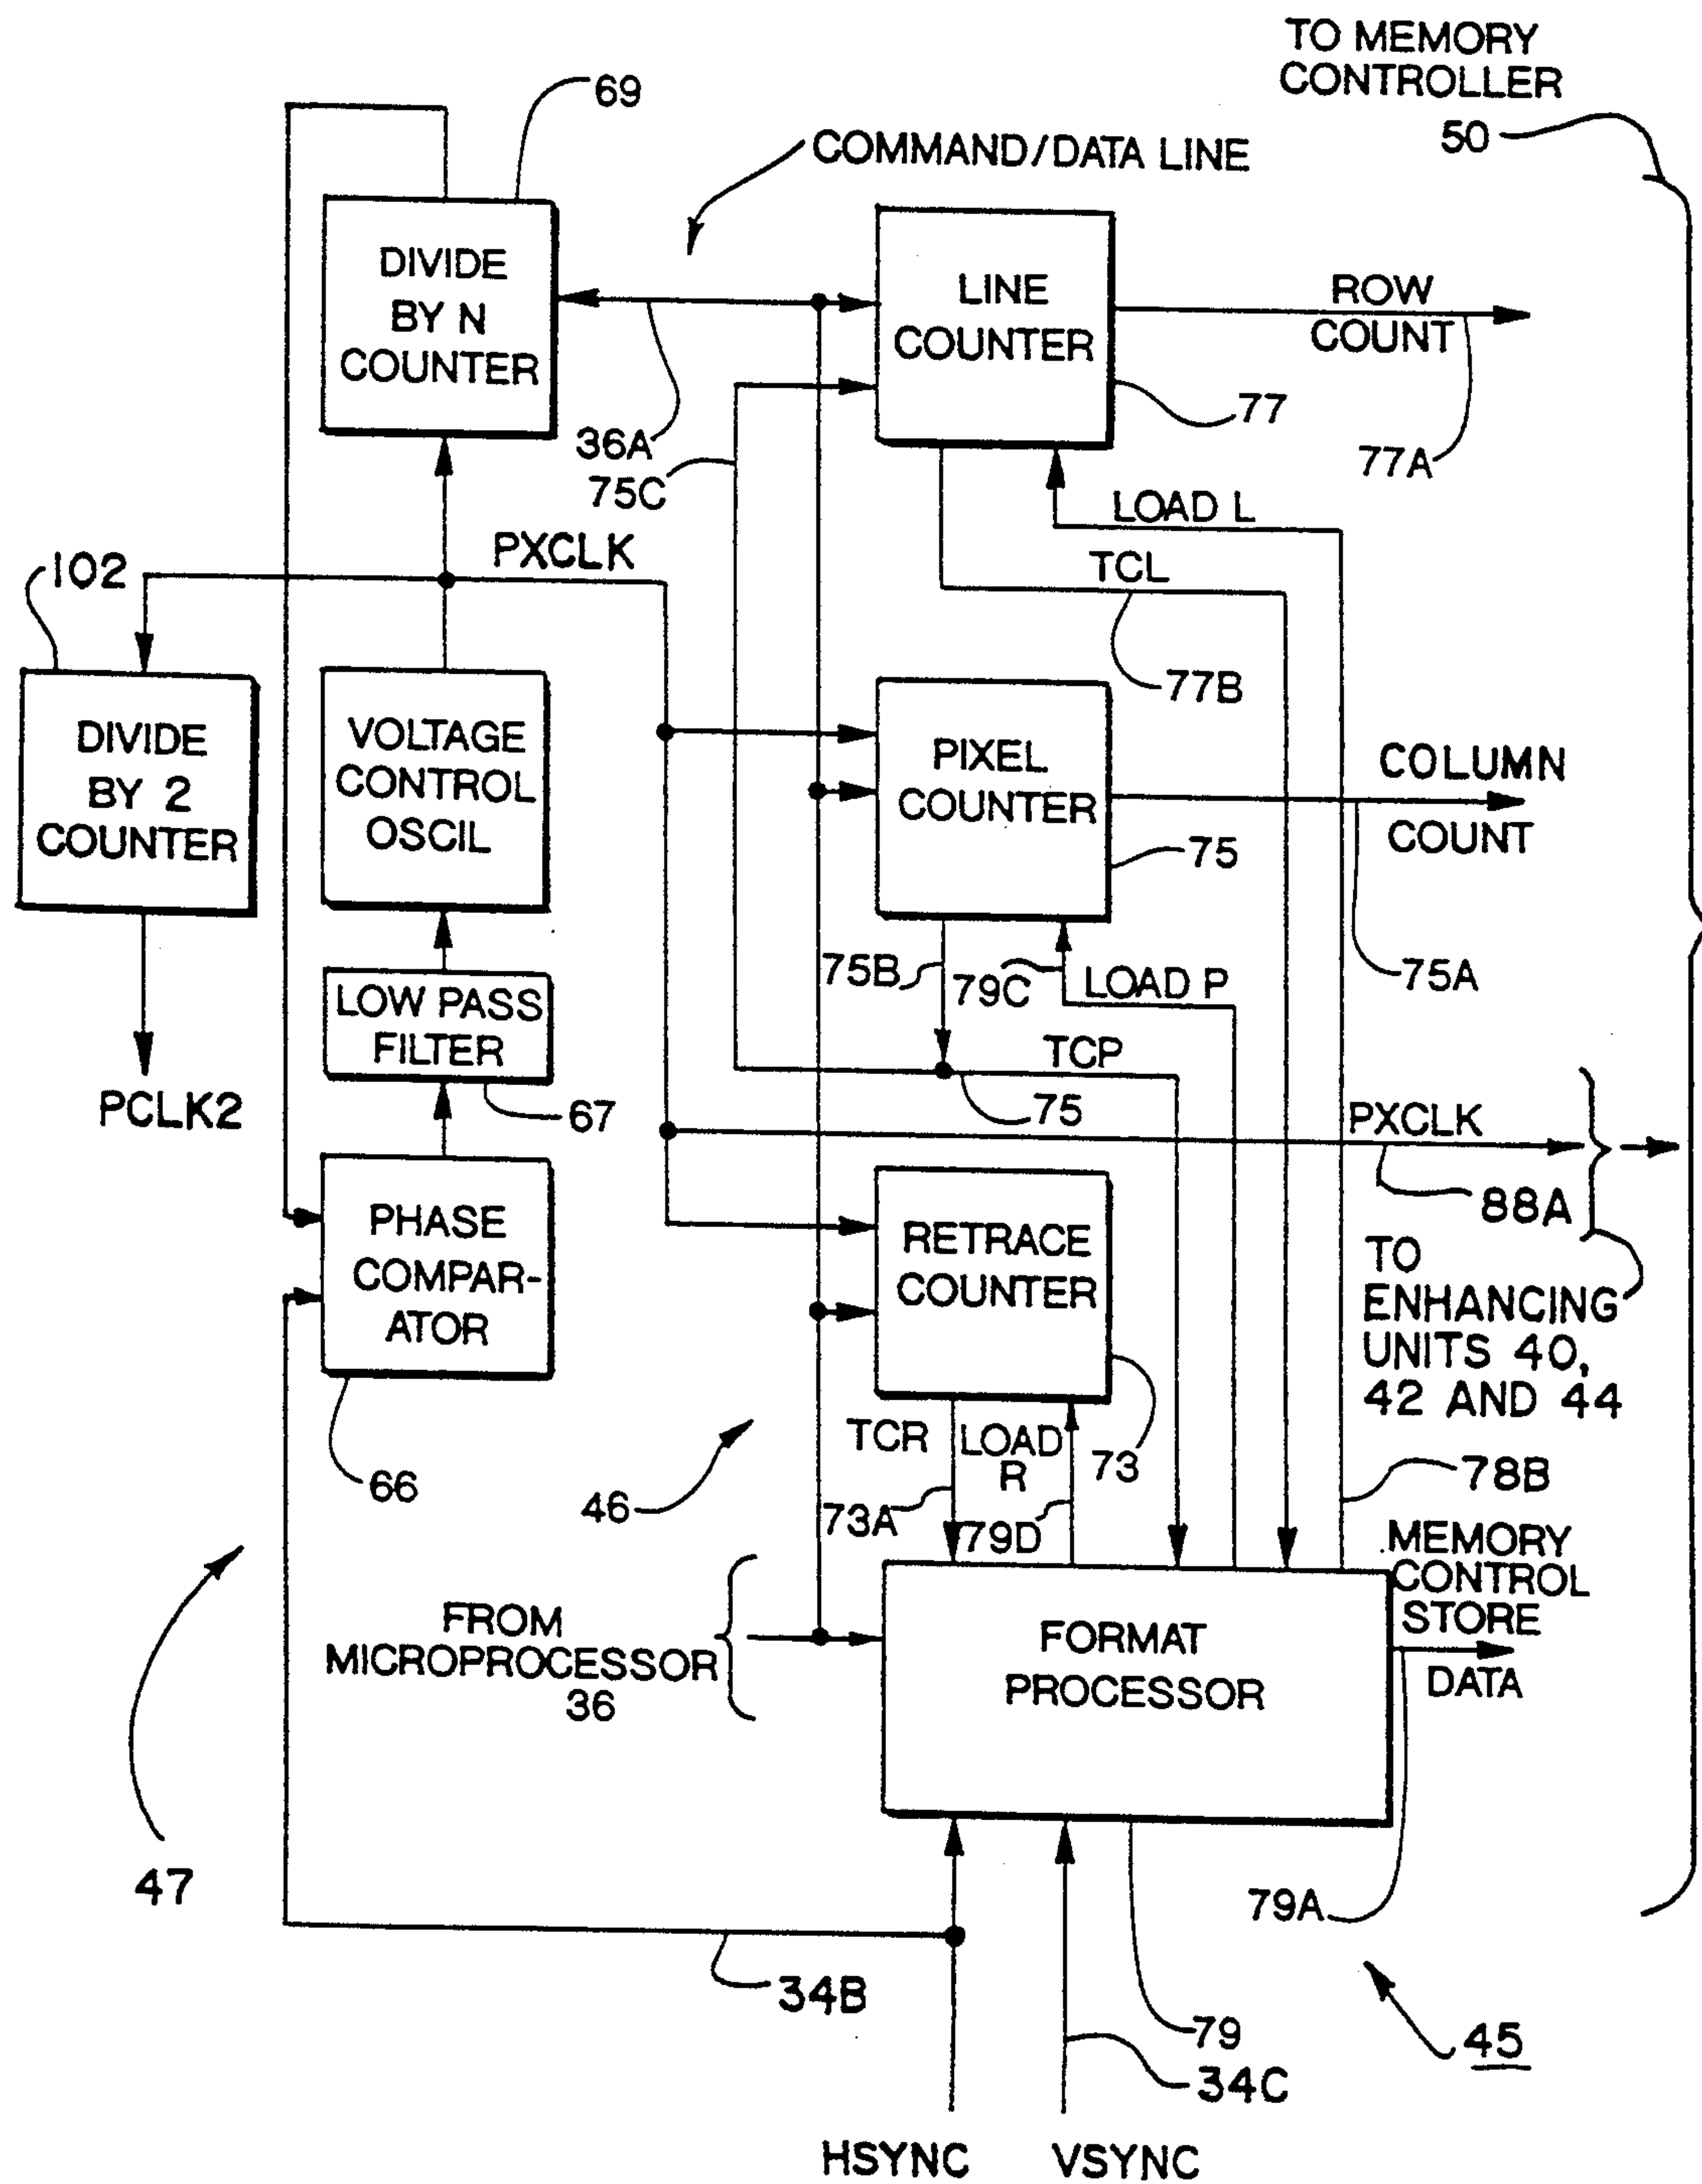 TO MEMORY
CONTROLLER
50
69
COMMAND/DATA LINE
DIVIDE
BY N
COUNTER
LINE
COUNTER
ROW
COUNT
36A
75C
77
77A
LOAD L
PXCLK
TCL
102
77B
DIVIDE
BY 2
COUNTER
VOLTAGE
CONTROL
OSCIL
PIXEL
COUNTER
COLUMN
COUNT
75
75B
79C
LOAD P
75A
LOW PASS
FILTER
TCP
PCLK2
67
75
PXCLK
88A
PHASE
COMPAR-
ATOR
RETRACE
COUNTER
TO
ENHANCING
UNITS 40,
42 AND 44
66
46
TCR
LOAD
R
73
73A
79D
78B
MEMORY
CONTROL
STORE
DATA
FROM
MICROPROCESSOR
36
FORMAT
PROCESSOR
47
79A
34B
79
34C
45
HSYNC
VSYNC